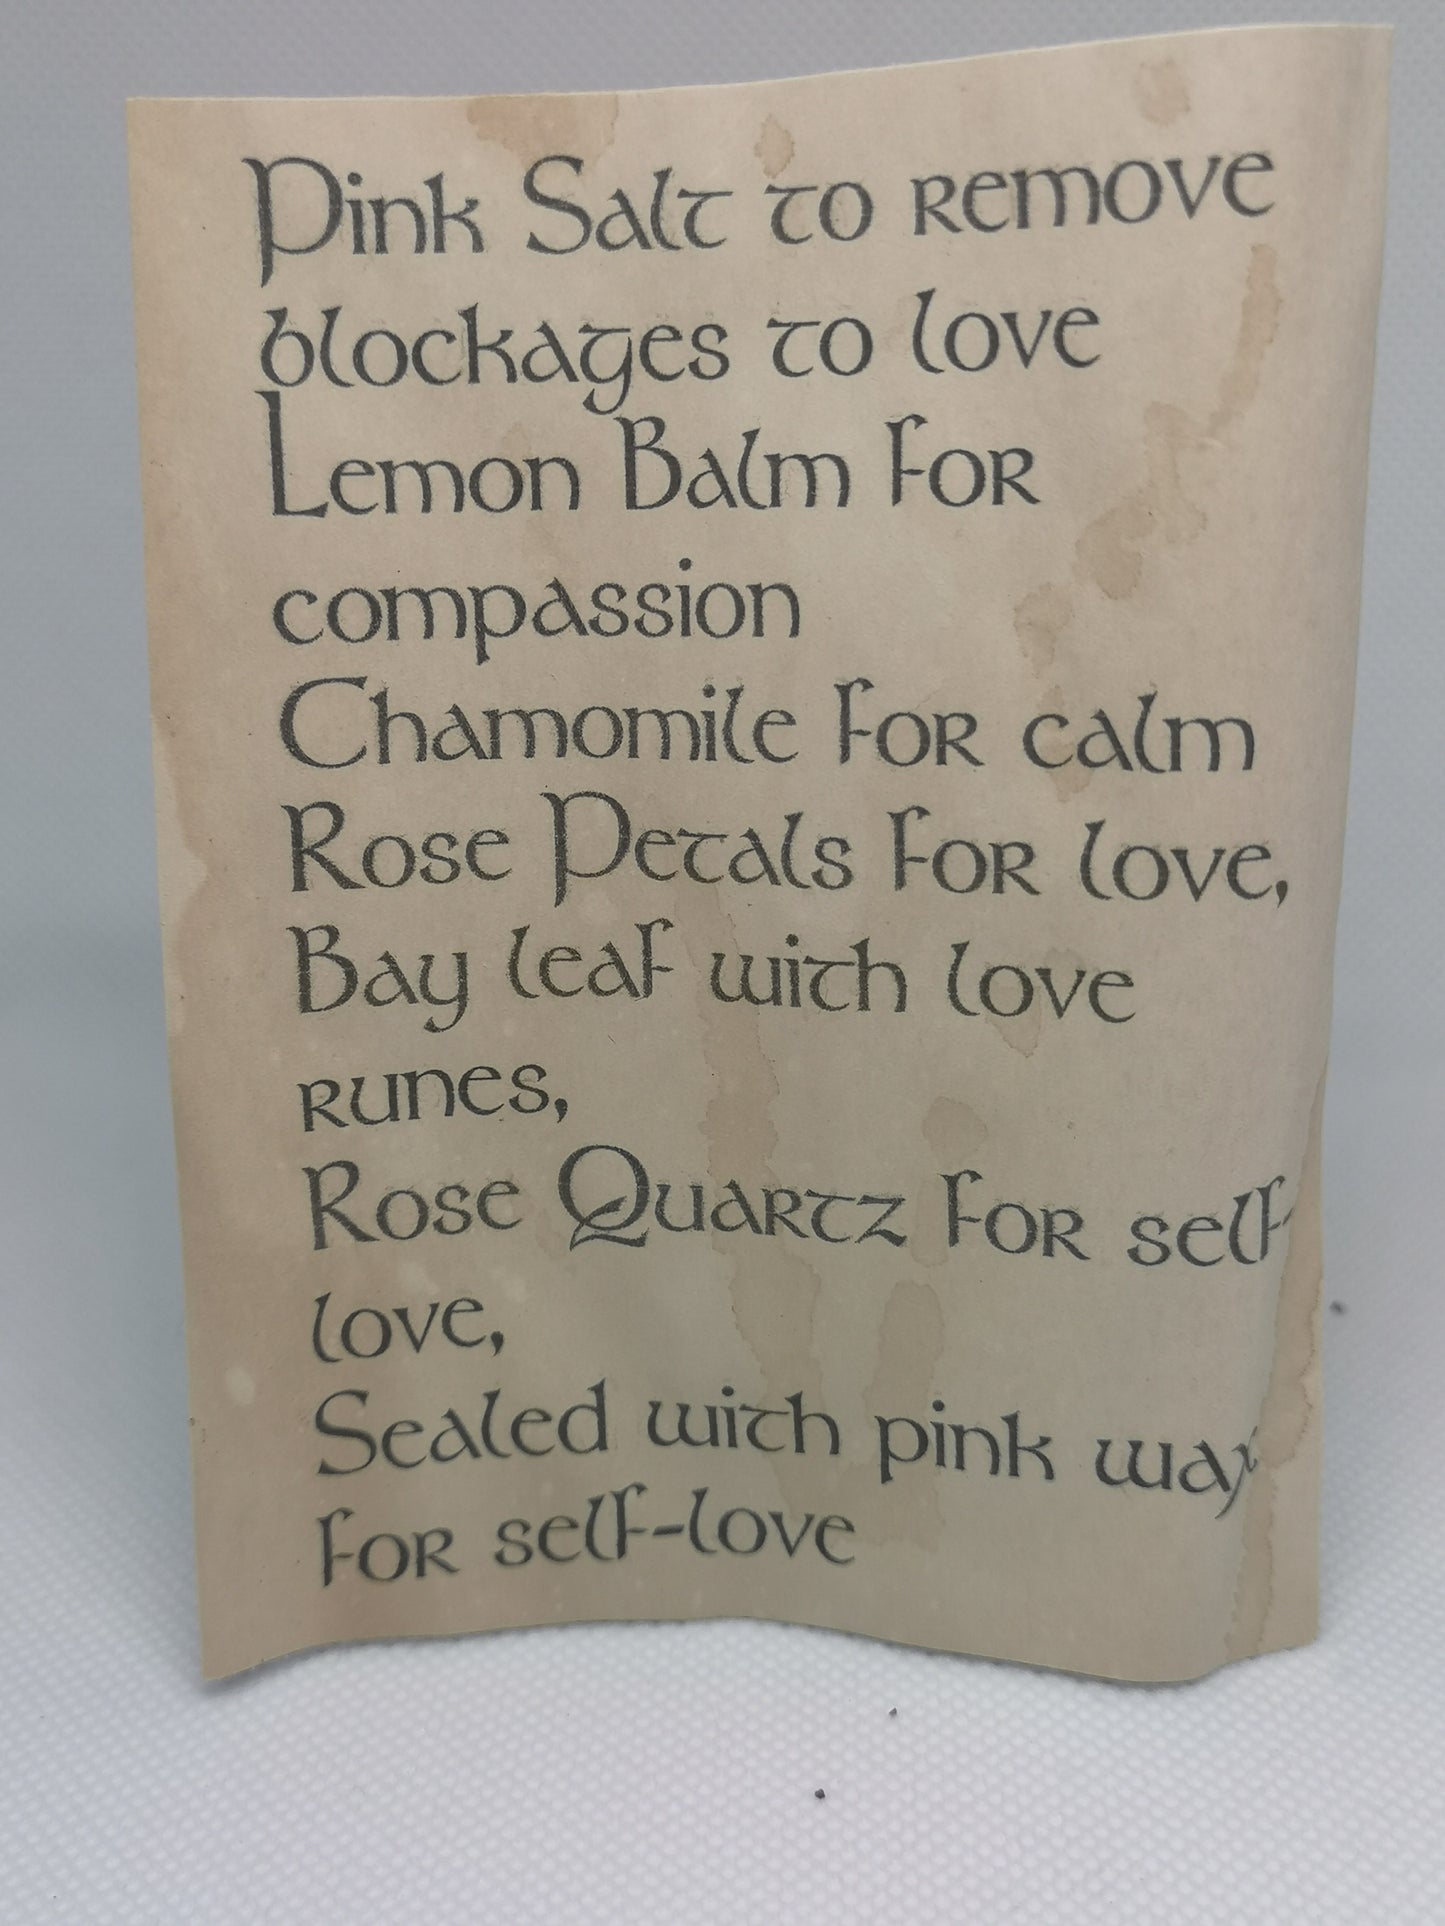 Pink Salt to remove
blockages to love
Lemon Balm for
compassion
Chamomile for calm
Rose Petals for love,
Bay leaf with love
runes,
Rose Quartz for self-
love,
Sealed with pink wax
for self-love